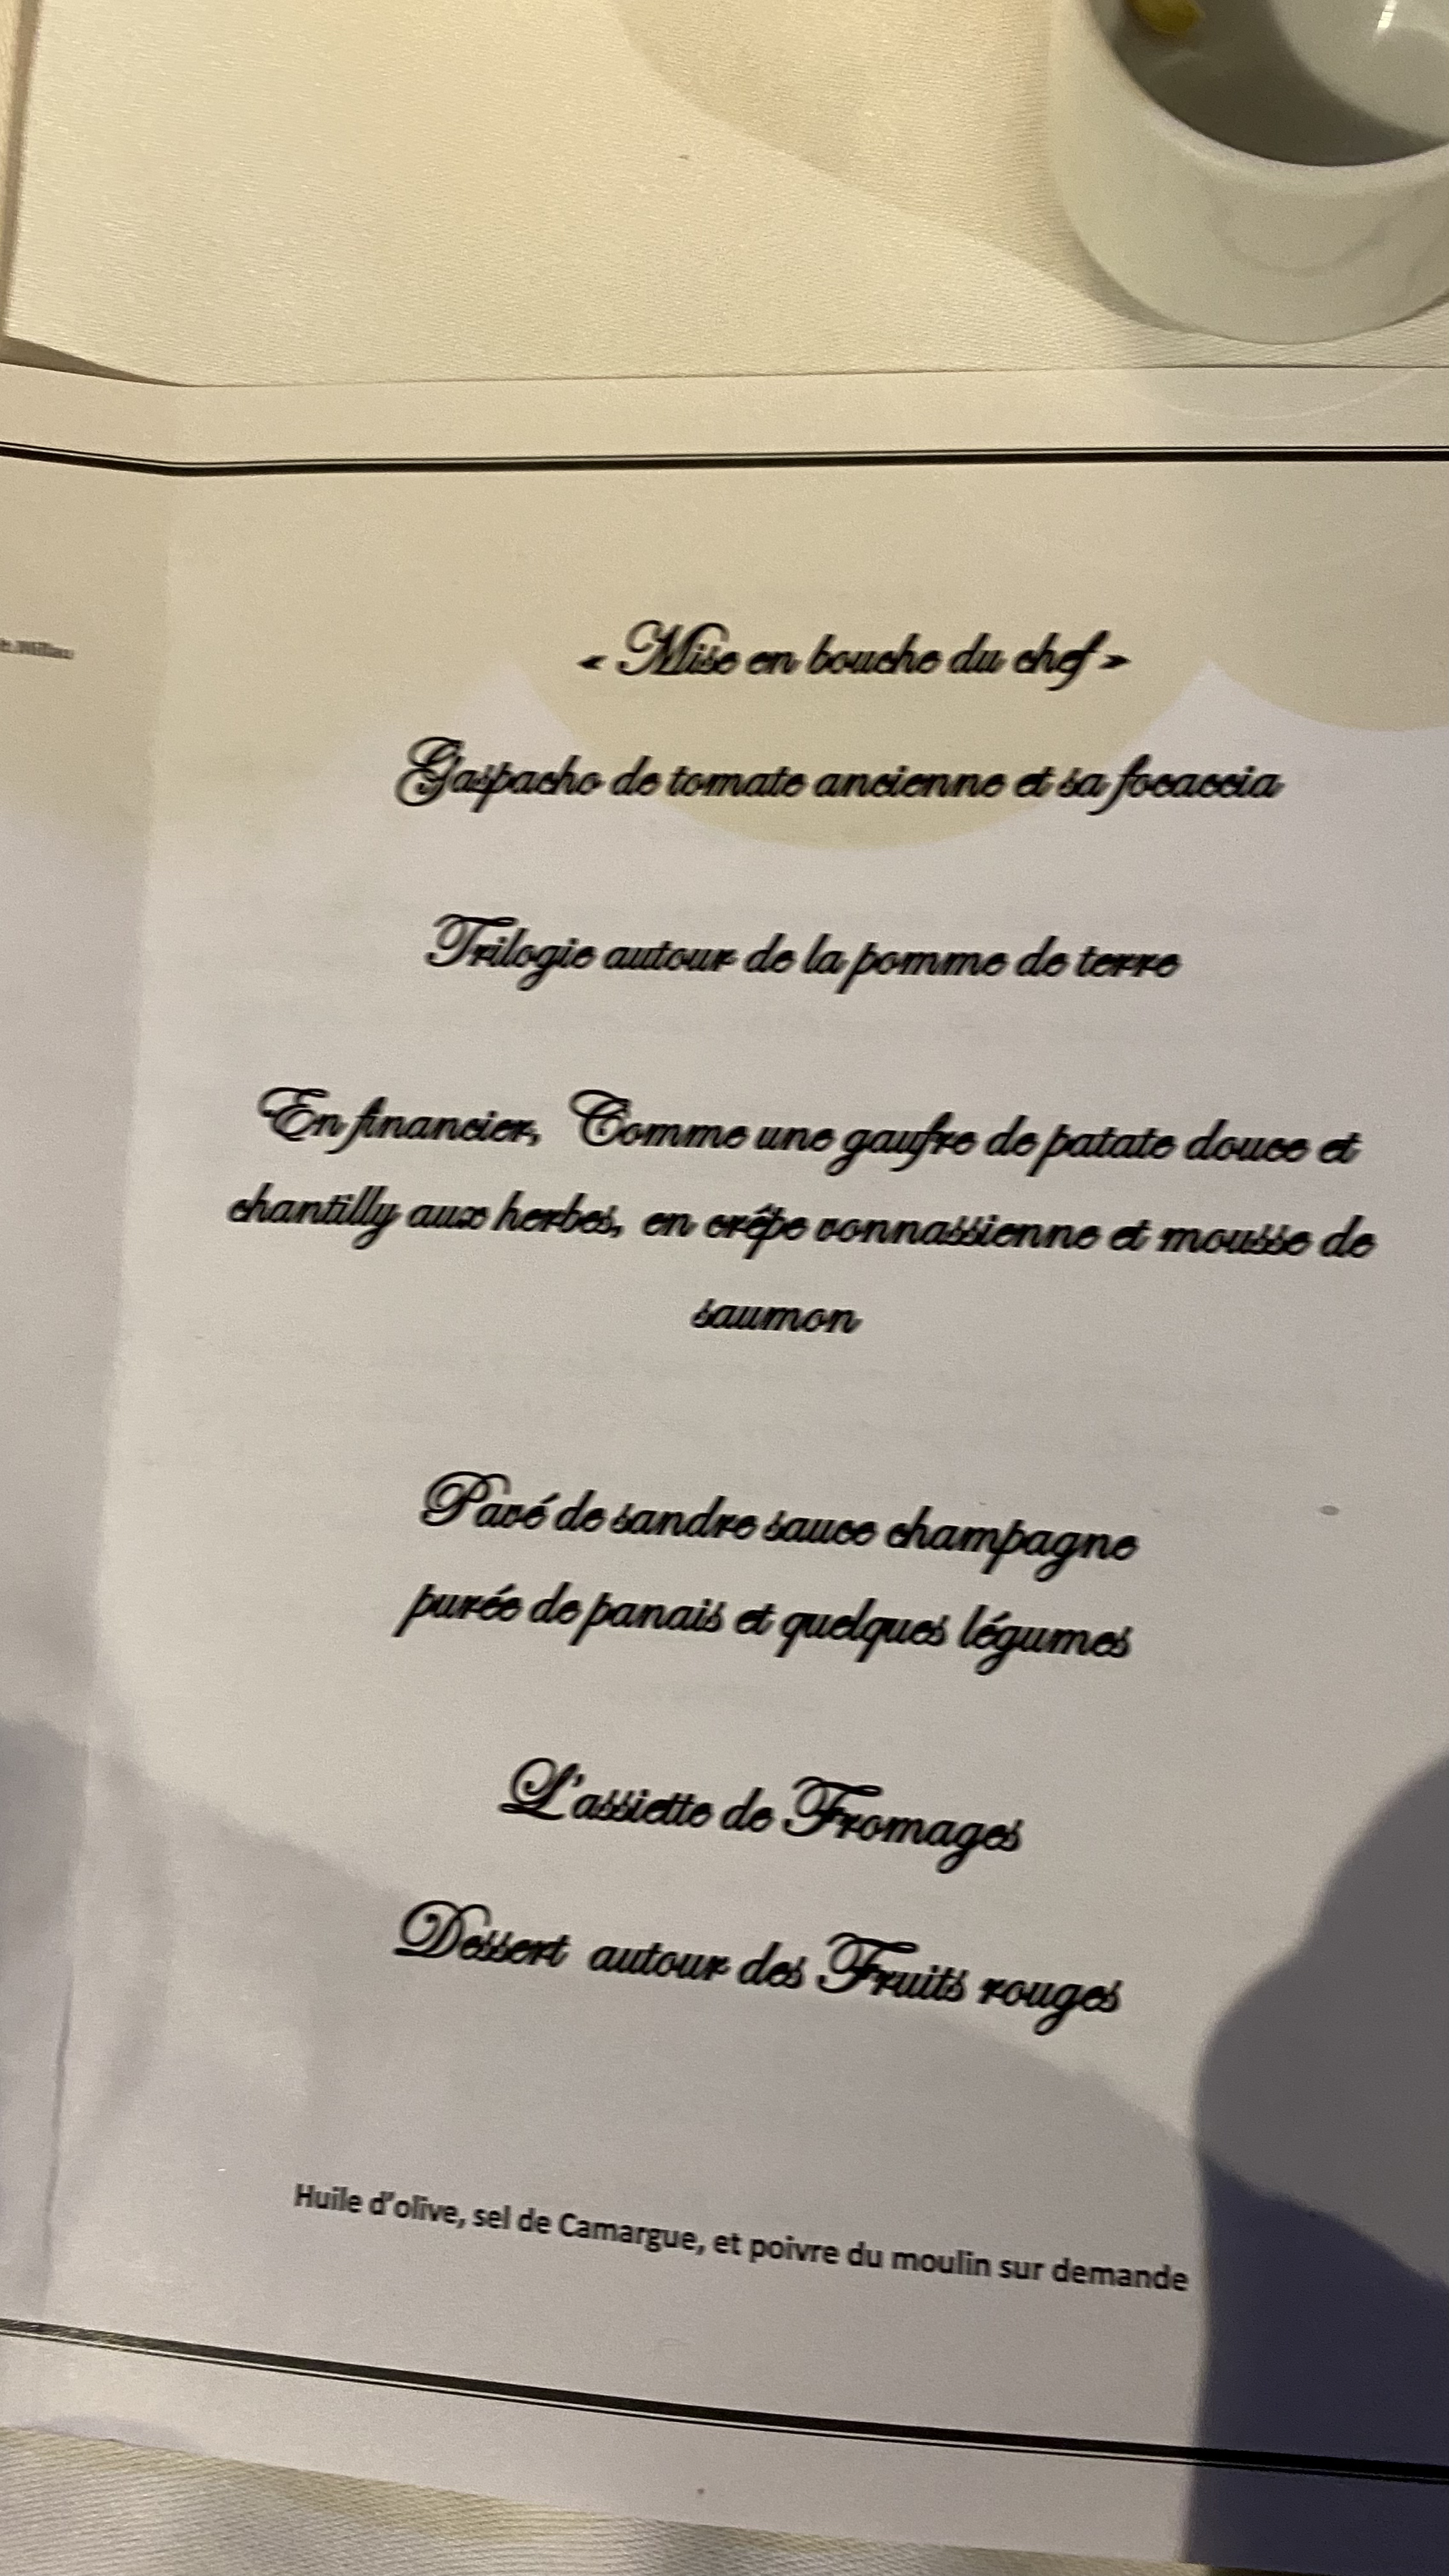 « Mise en bouche du chef »
Gaspacho de tomate ancienne et sa focaccia
Trilogie autour de la pomme de terre
En financier, Comme une gaufre de patate douce et
chantilly aux herbes, en crêpe vonnassienne et mousse de
saumon
Pavé de sandre sauce champagne
purée de panais et quelques légumes
L'assiette de Fromages
Dessert autour des Fruits rouges
Huile d'olive, sel de Camargue, et poivre du moulin sur demande